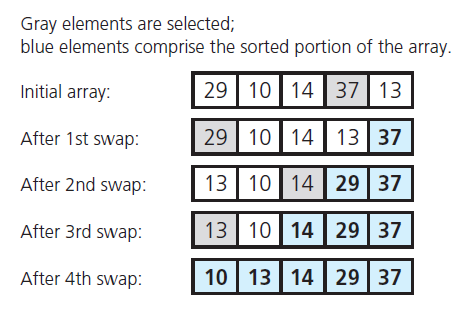 Gray elements are selected;
blue elements comprise the sorted portion of the array.
Initial array: 29 10 14 37 13
After 1st swap: 29 10 14 13 37
After 2nd swap: 13 10 14 29 37
After 3rd swap: 13 10 14 29 37
After 4th swap: 10 13 14 29 37